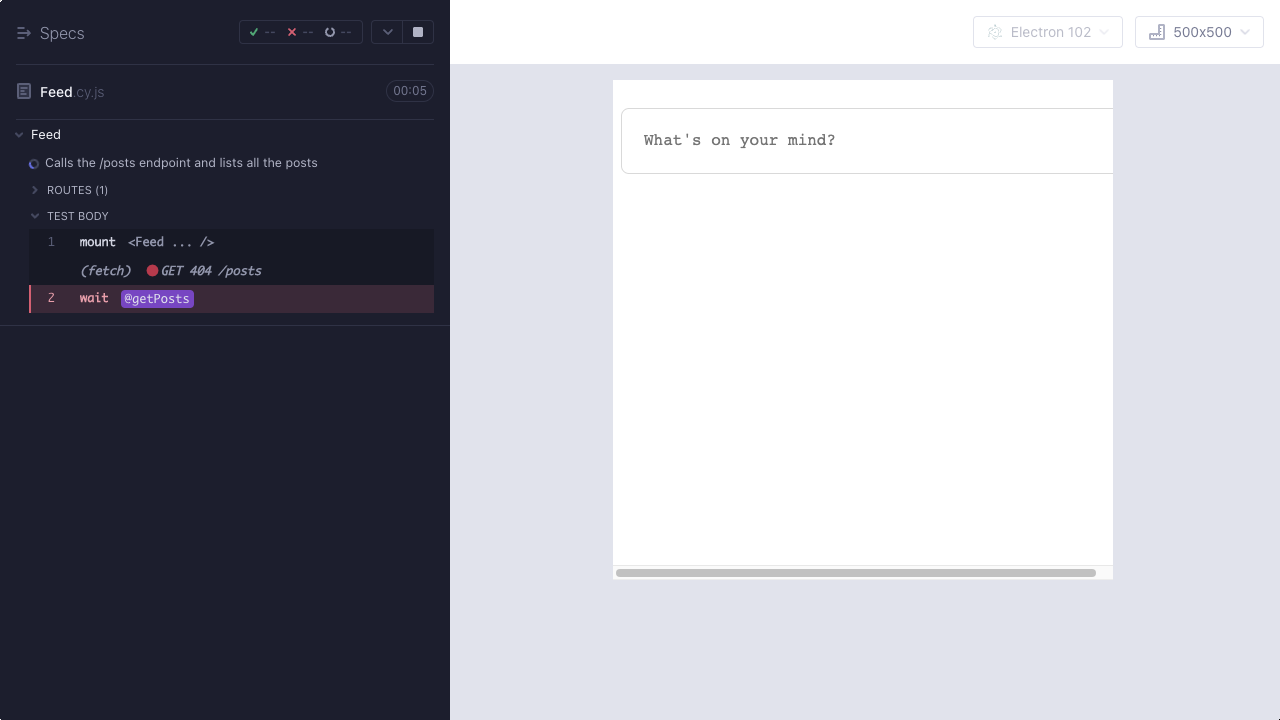 Specs
-- -- --
Feed.cy.js
00:05
Feed
Calls the /posts endpoint and lists all the posts
ROUTES (1)
TEST BODY
1 mount <Feed ... />
(fetch) GET 404 /posts
2 wait @getPosts
Electron 102
500x500
What's on your mind?